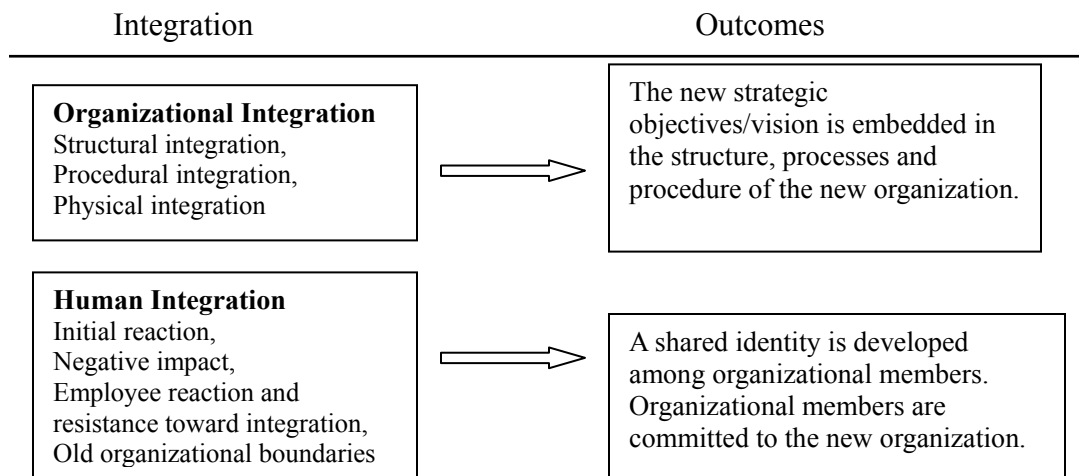 Integration
Outcomes
Organizational Integration
Structural integration,
Procedural integration,
Physical integration
The new strategic
objectives/vision is embedded in
the structure, processes and
procedure of the new organization.
Human Integration
Initial reaction,
Negative impact,
Employee reaction and
resistance toward integration,
Old organizational boundaries
A shared identity is developed
among organizational members.
Organizational members are
committed to the new organization.